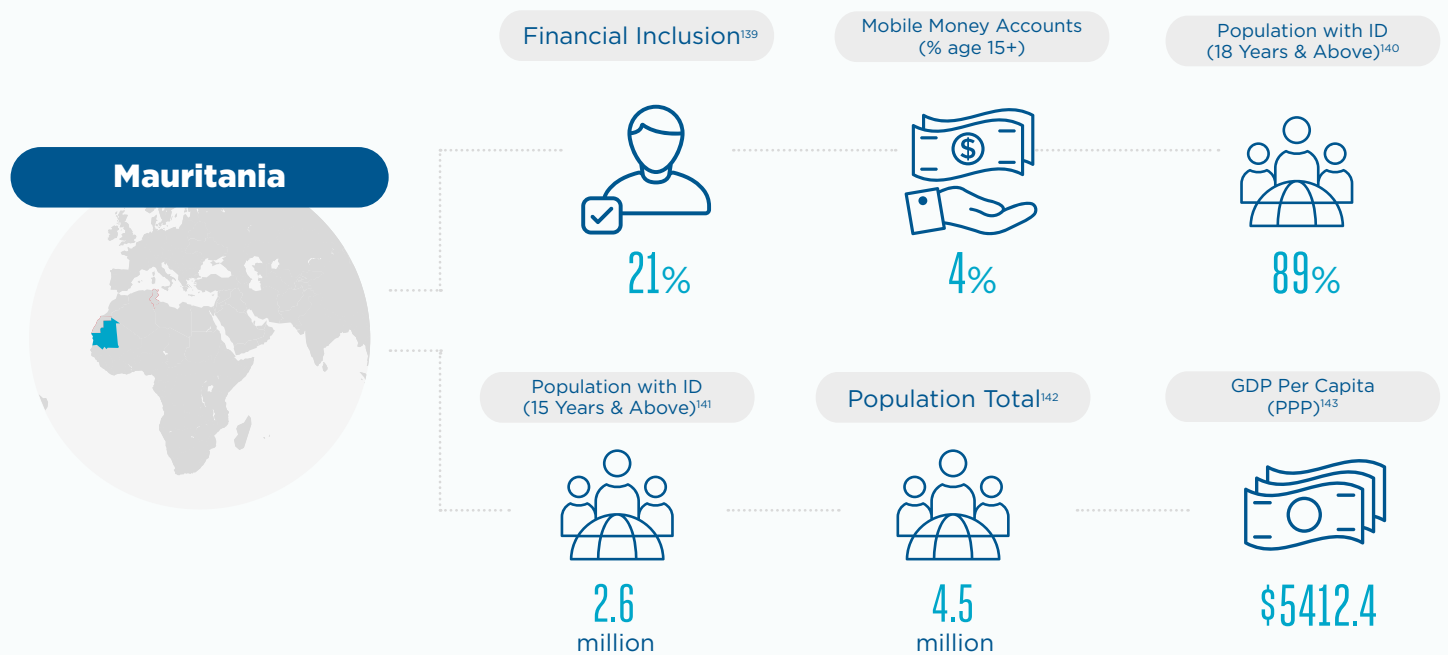 Mauritania
Financial Inclusion¹³⁹
21%
Mobile Money Accounts
(% age 15+)
$
4%
Population with ID
(18 Years & Above)¹⁴⁰
89%
Population with ID
(15 Years & Above)¹⁴¹
2.6
million
Population Total¹⁴²
4.5
million
GDP Per Capita
(PPP)¹⁴³
$5412.4